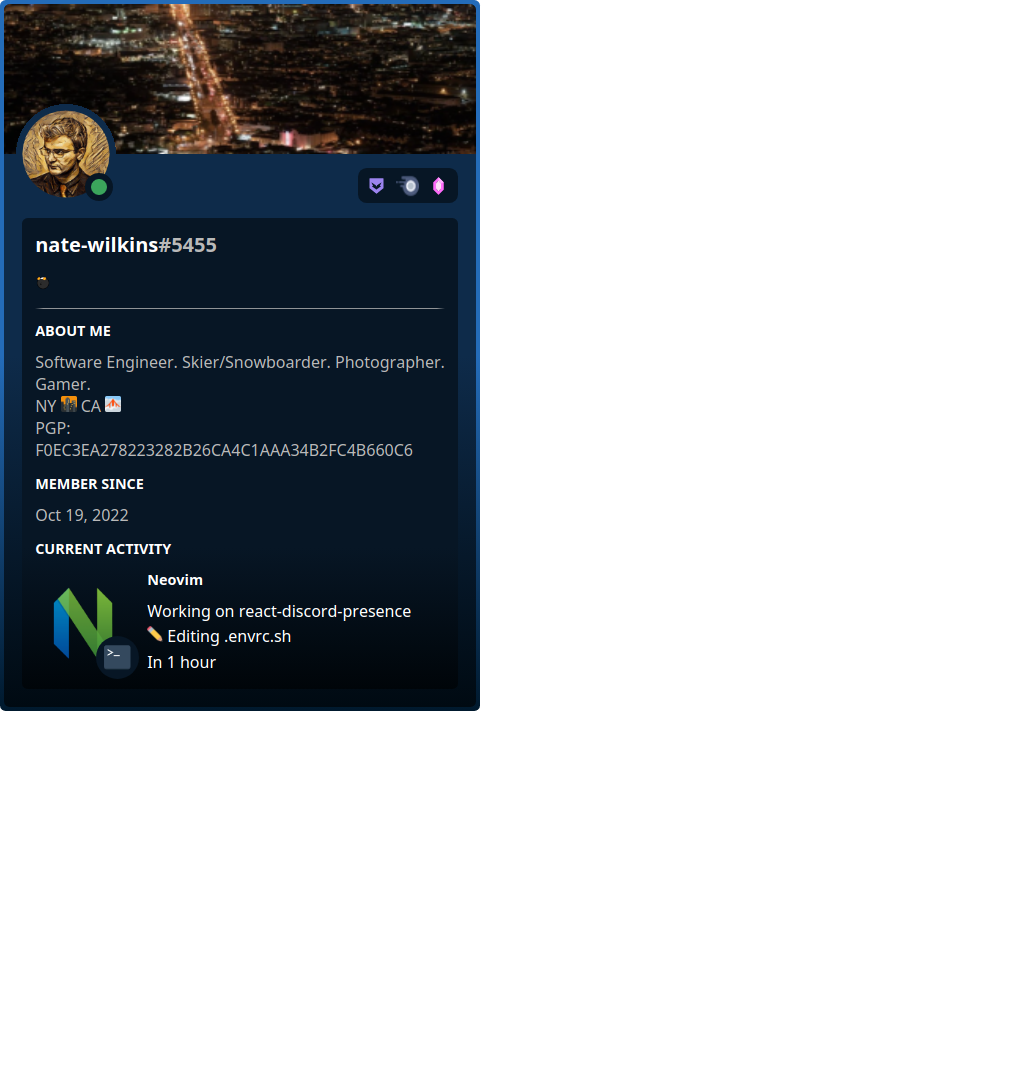 nate-wilkins#5455
ABOUT ME
Software Engineer. Skier/Snowboarder. Photographer.
Gamer.
NY 🌆 CA 🏔
PGP:
F0EC3EA278223282B26CA4C1AAA34B2FC4B660C6
MEMBER SINCE
Oct 19, 2022
CURRENT ACTIVITY
Neovim
Working on react-discord-presence
✏️ Editing .envrc.sh
>_
In 1 hour